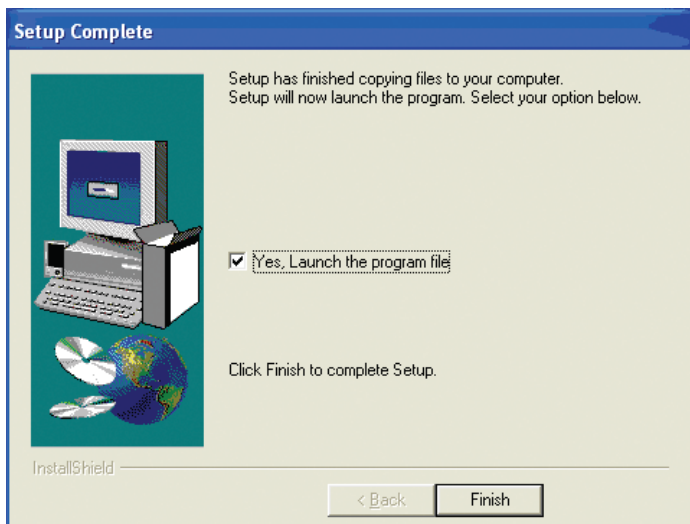 Setup Complete
Setup has finished copying files to your computer.
Setup will now launch the program. Select your option below.
Yes, Launch the program file
Click Finish to complete Setup.
InstallShield
< Back
Finish